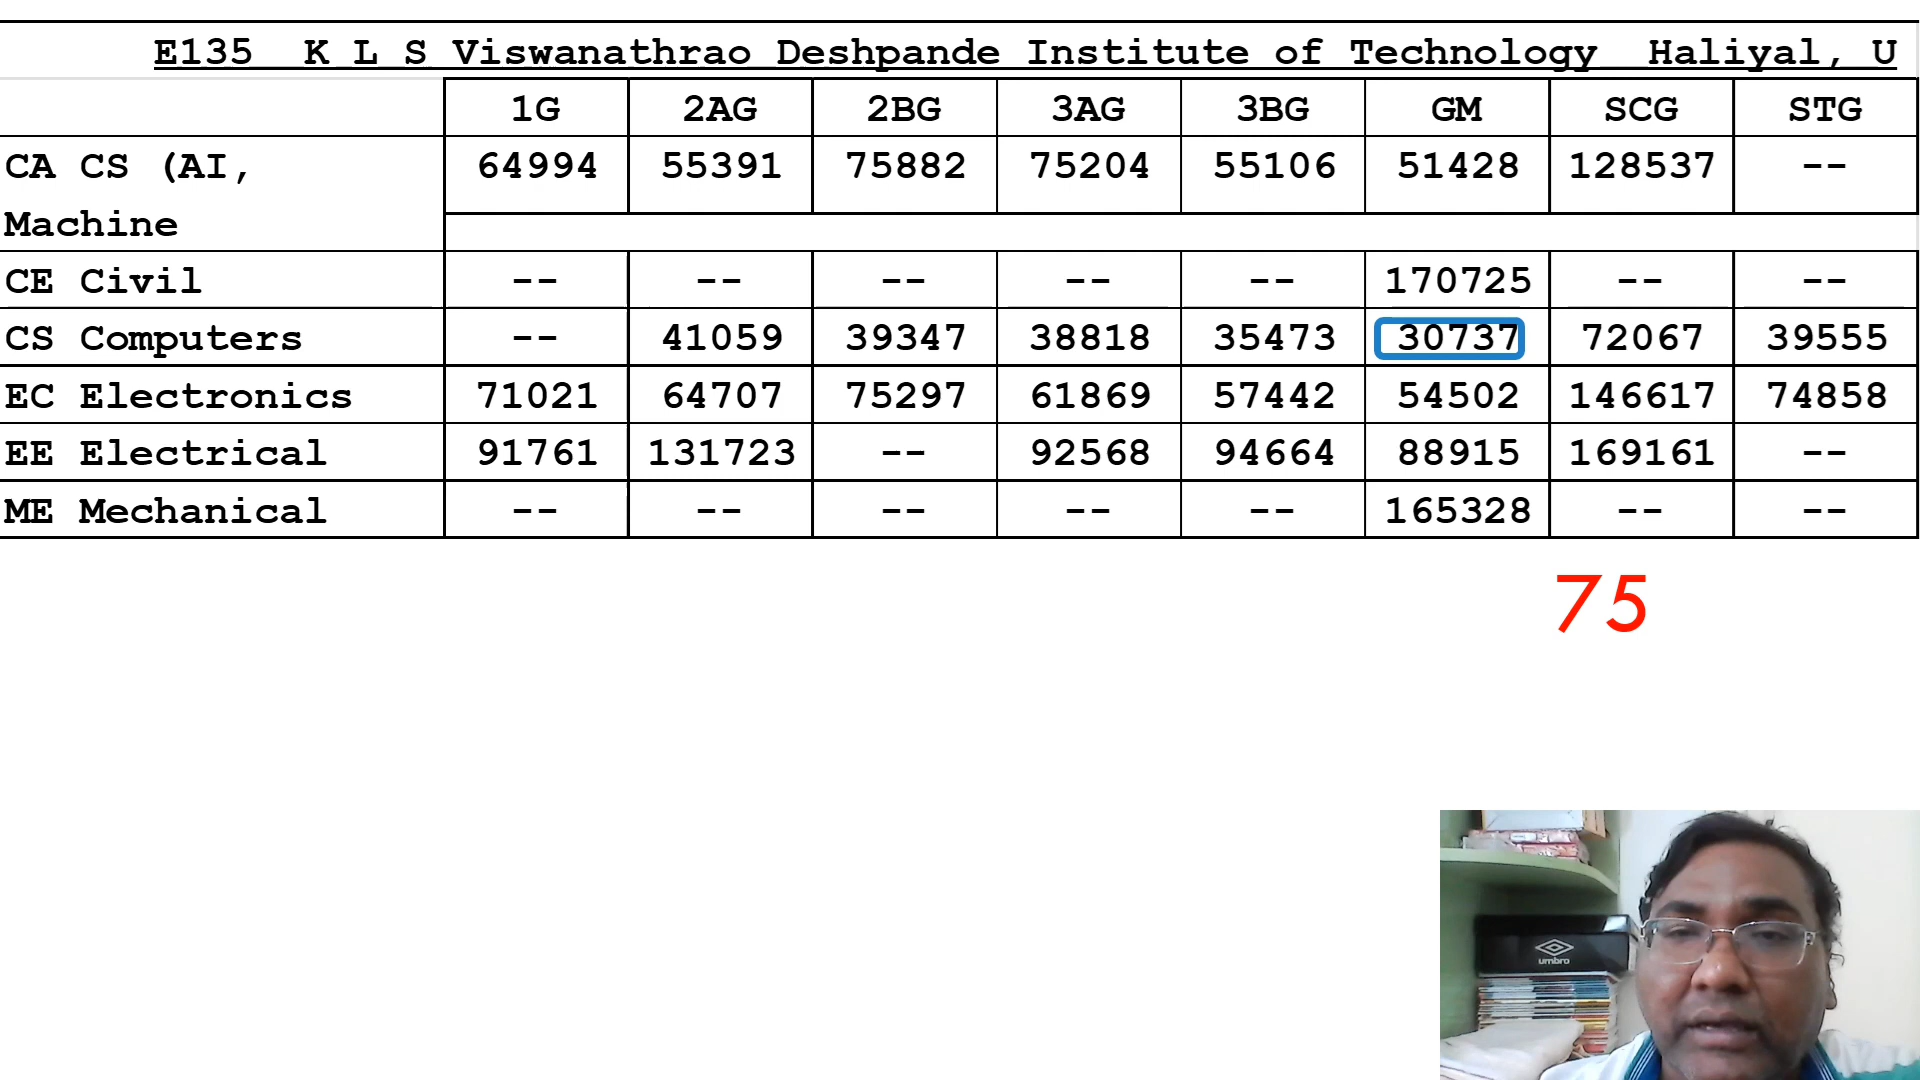 E135 K L S Viswanathrao Deshpande Institute of Technology Haliyal, U
1G 2AG 2BG 3AG 3BG GM SCG STG
CA CS (AI, 64994 55391 75882 75204 55106 51428 128537 --
Machine
CE Civil -- -- -- -- -- 170725 -- --
CS Computers -- 41059 39347 38818 35473 30737 72067 39555
EC Electronics 71021 64707 75297 61869 57442 54502 146617 74858
EE Electrical 91761 131723 -- 92568 94664 88915 169161 --
ME Mechanical -- -- -- -- -- 165328 -- --
75
umbro